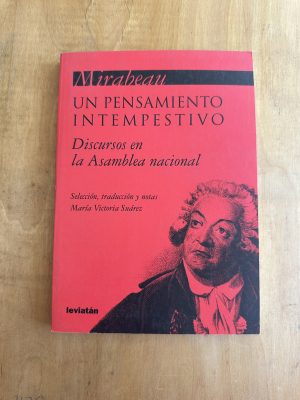 Mirabeau
UN PENSAMIENTO
INTEMPESTIVO
Discursos en
la Asamblea nacional
Selección, traducción y notas
María Victoria Suárez
leviatán